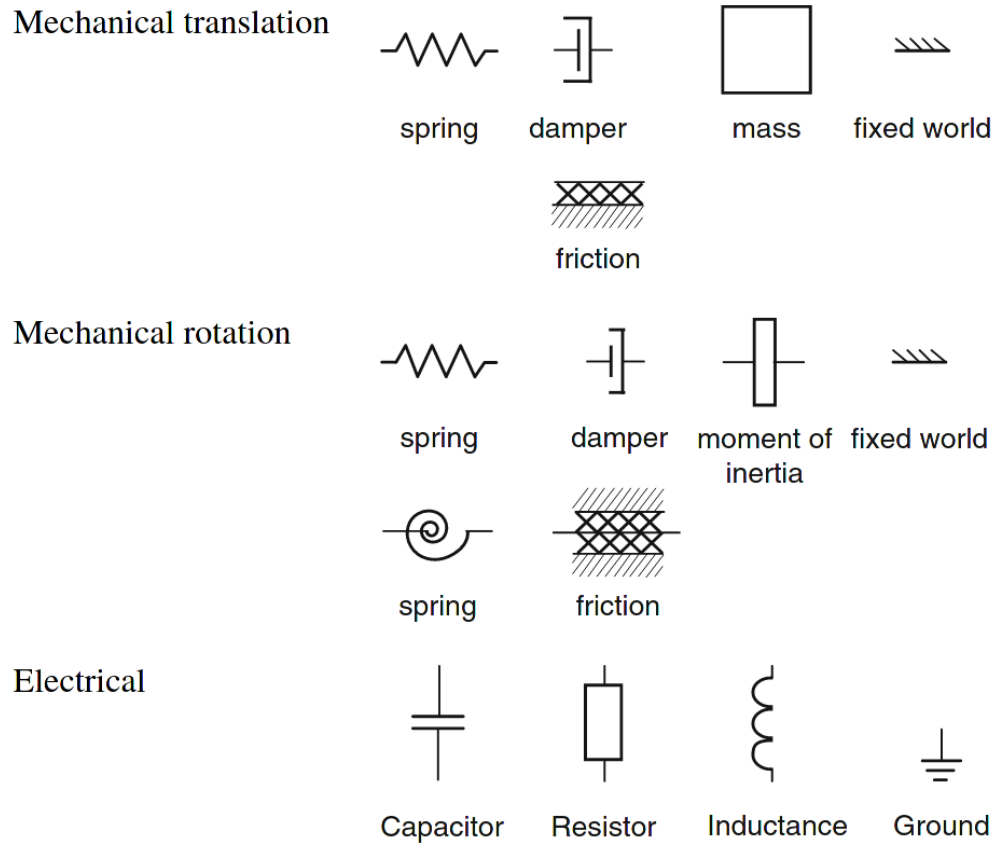 Mechanical translation
spring damper mass fixed world
friction
Mechanical rotation
spring damper moment of inertia fixed world
spring friction
Electrical
Capacitor Resistor Inductance Ground